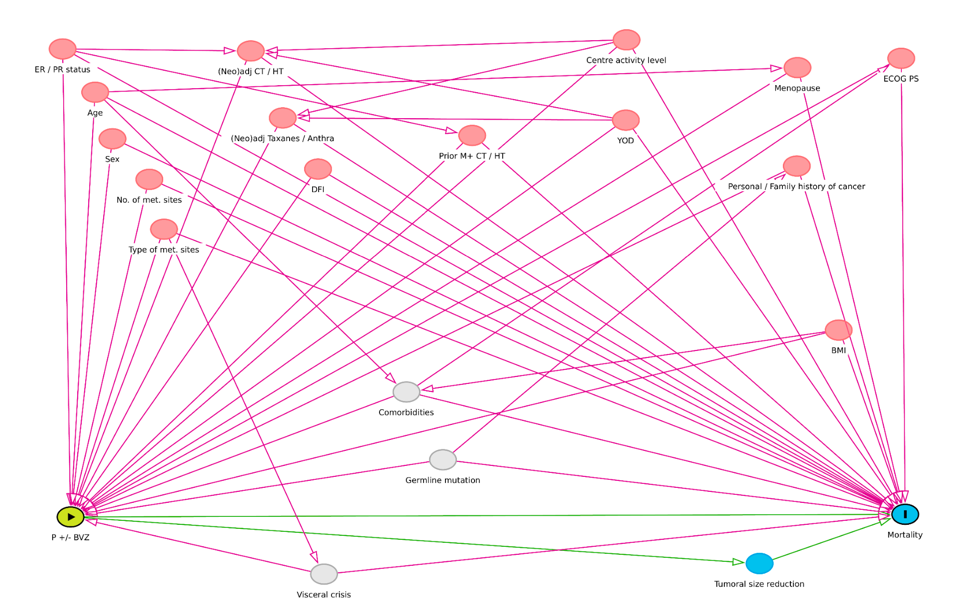 ER / PR status
(Neo)adj CT / HT
Centre activity level
Menopause
ECOG PS
Age
(Neo)adj Taxanes / Anthra
YOD
Sex
Prior M+ CT / HT
DFI
Personal / Family history of cancer
No. of met. sites
Type of met. sites
BMI
Comorbidities
Germline mutation
P +/- BVZ
Mortality
Tumoral size reduction
Visceral crisis